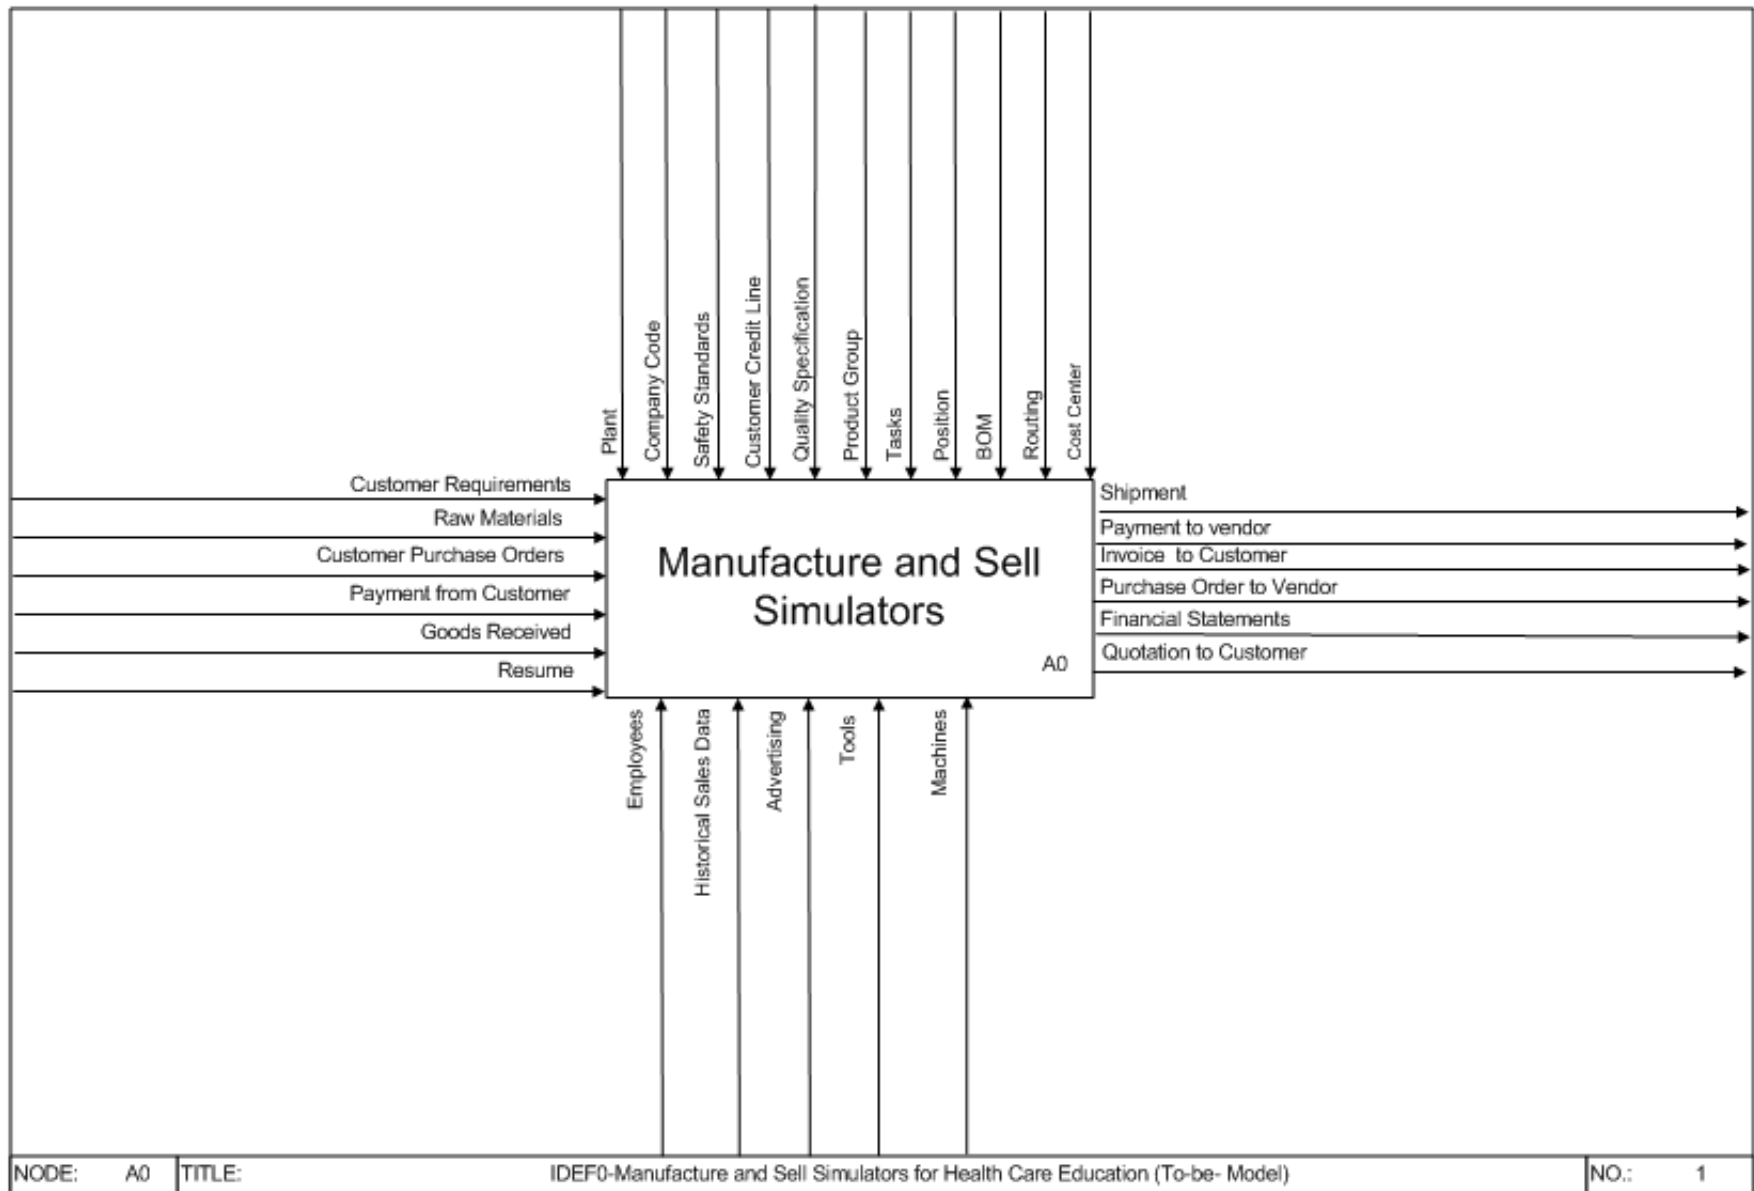 Plant
Company Code
Safety Standards
Customer Credit Line
Quality Specification
Product Group
Tasks
Position
BOM
Routing
Cost Center
Customer Requirements
Raw Materials
Customer Purchase Orders
Payment from Customer
Goods Received
Resume
Manufacture and Sell
Simulators
A0
Shipment
Payment to vendor
Invoice to Customer
Purchase Order to Vendor
Financial Statements
Quotation to Customer
Employees
Historical Sales Data
Advertising
Tools
Machines
NODE: A0 TITLE: IDEF0-Manufacture and Sell Simulators for Health Care Education (To-be- Model) NO.: 1